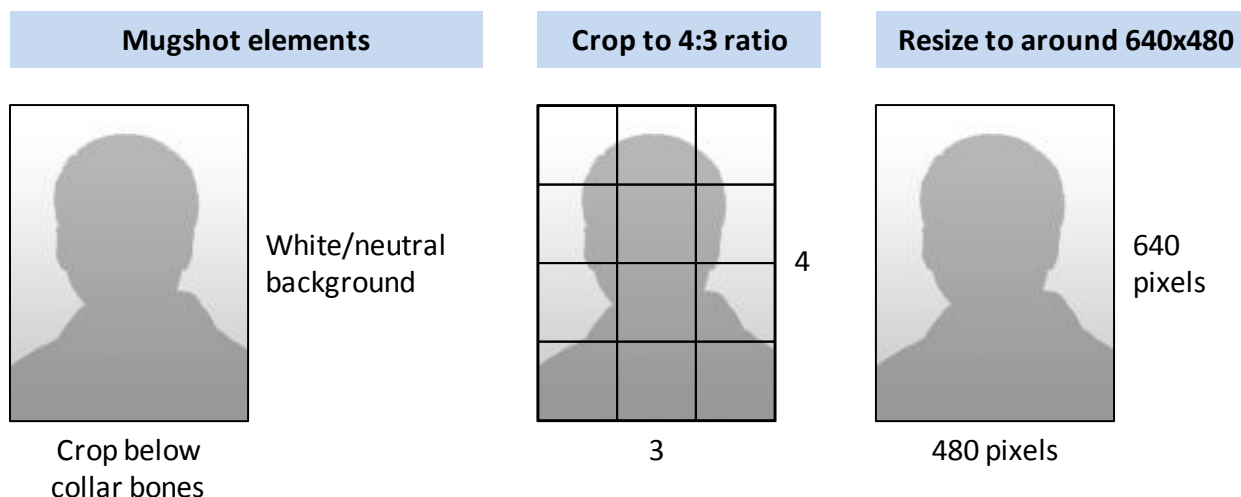 Mugshot elements
Crop to 4:3 ratio
Resize to around 640x480
White/neutral
background
4
640
pixels
Crop below
collar bones
3
480 pixels